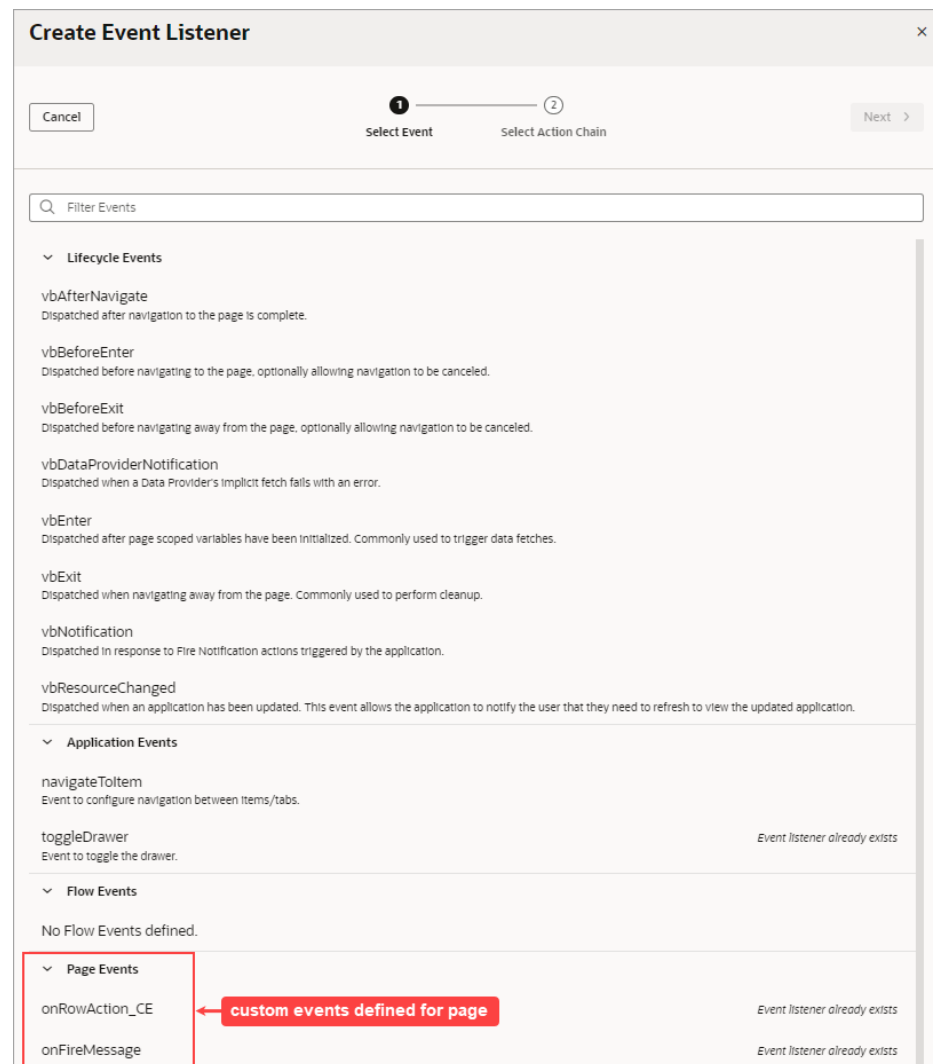 Create Event Listener
×
Cancel
1
2
Select Event
Select Action Chain
Next >
Filter Events
Lifecycle Events
vbAfterNavigate
Dispatched after navigation to the page is complete.
vbBeforeEnter
Dispatched before navigating to the page, optionally allowing navigation to be canceled.
vbBeforeExit
Dispatched before navigating away from the page, optionally allowing navigation to be canceled.
vbDataProviderNotification
Dispatched when a Data Provider's implicit fetch fails with an error.
vbEnter
Dispatched after page scoped variables have been initialized. Commonly used to trigger data fetches.
vbExit
Dispatched when navigating away from the page. Commonly used to perform cleanup.
vbNotification
Dispatched in response to Fire Notification actions triggered by the application.
vbResourceChanged
Dispatched when an application has been updated. This event allows the application to notify the user that they need to refresh to view the updated application.
Application Events
navigateToItem
Event to configure navigation between items/tabs.
toggleDrawer
Event listener already exists
Event to toggle the drawer.
Flow Events
No Flow Events defined.
Page Events
onRowAction_CE
custom events defined for page
Event listener already exists
onFireMessage
Event listener already exists